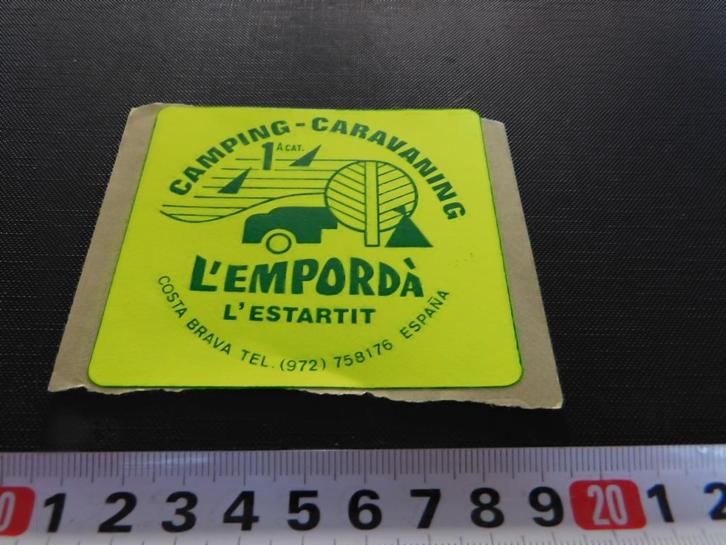 CAMPING-CARAVANING
1A CAT.
L'EMPORDÀ
L'ESTARTIT
COSTA BRAVA TEL. (972) 758176 ESPAÑA
0 1 2 3 4 5 6 7 8 9 20 1 2